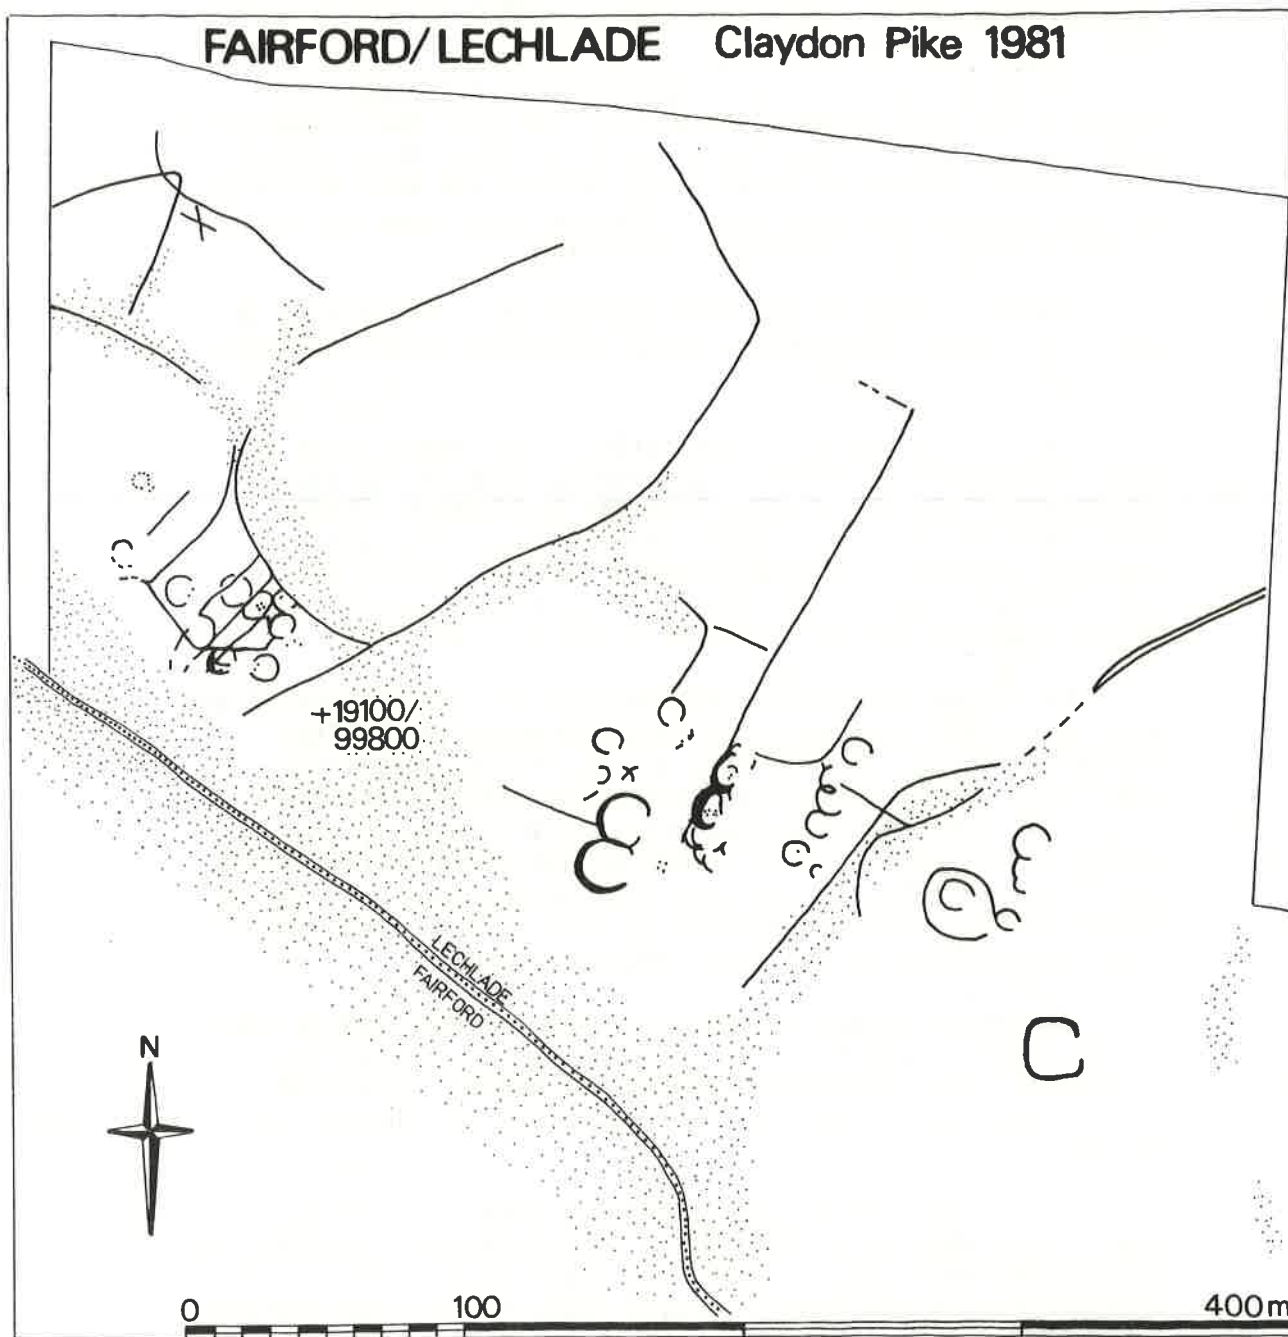 FAIRFORD/LECHLADE Claydon Pike 1981
+19100/
99800
LECHLADE
FAIRFORD
N
0 100 400m